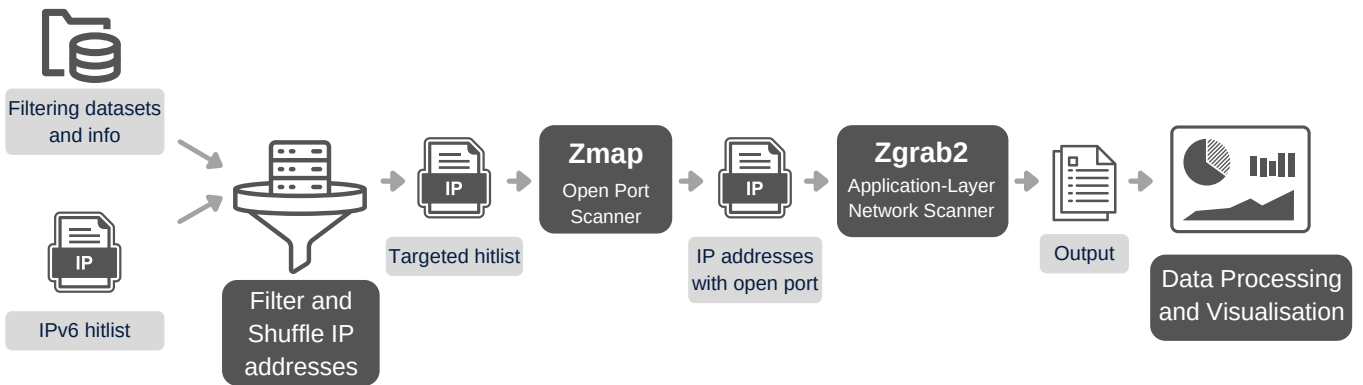 Filtering datasets
and info
IP
IPv6 hitlist
Filter and
Shuffle IP
addresses
IP
Targeted hitlist
Zmap
Open Port
Scanner
IP
IP addresses
with open port
Zgrab2
Application-Layer
Network Scanner
Output
Data Processing
and Visualisation